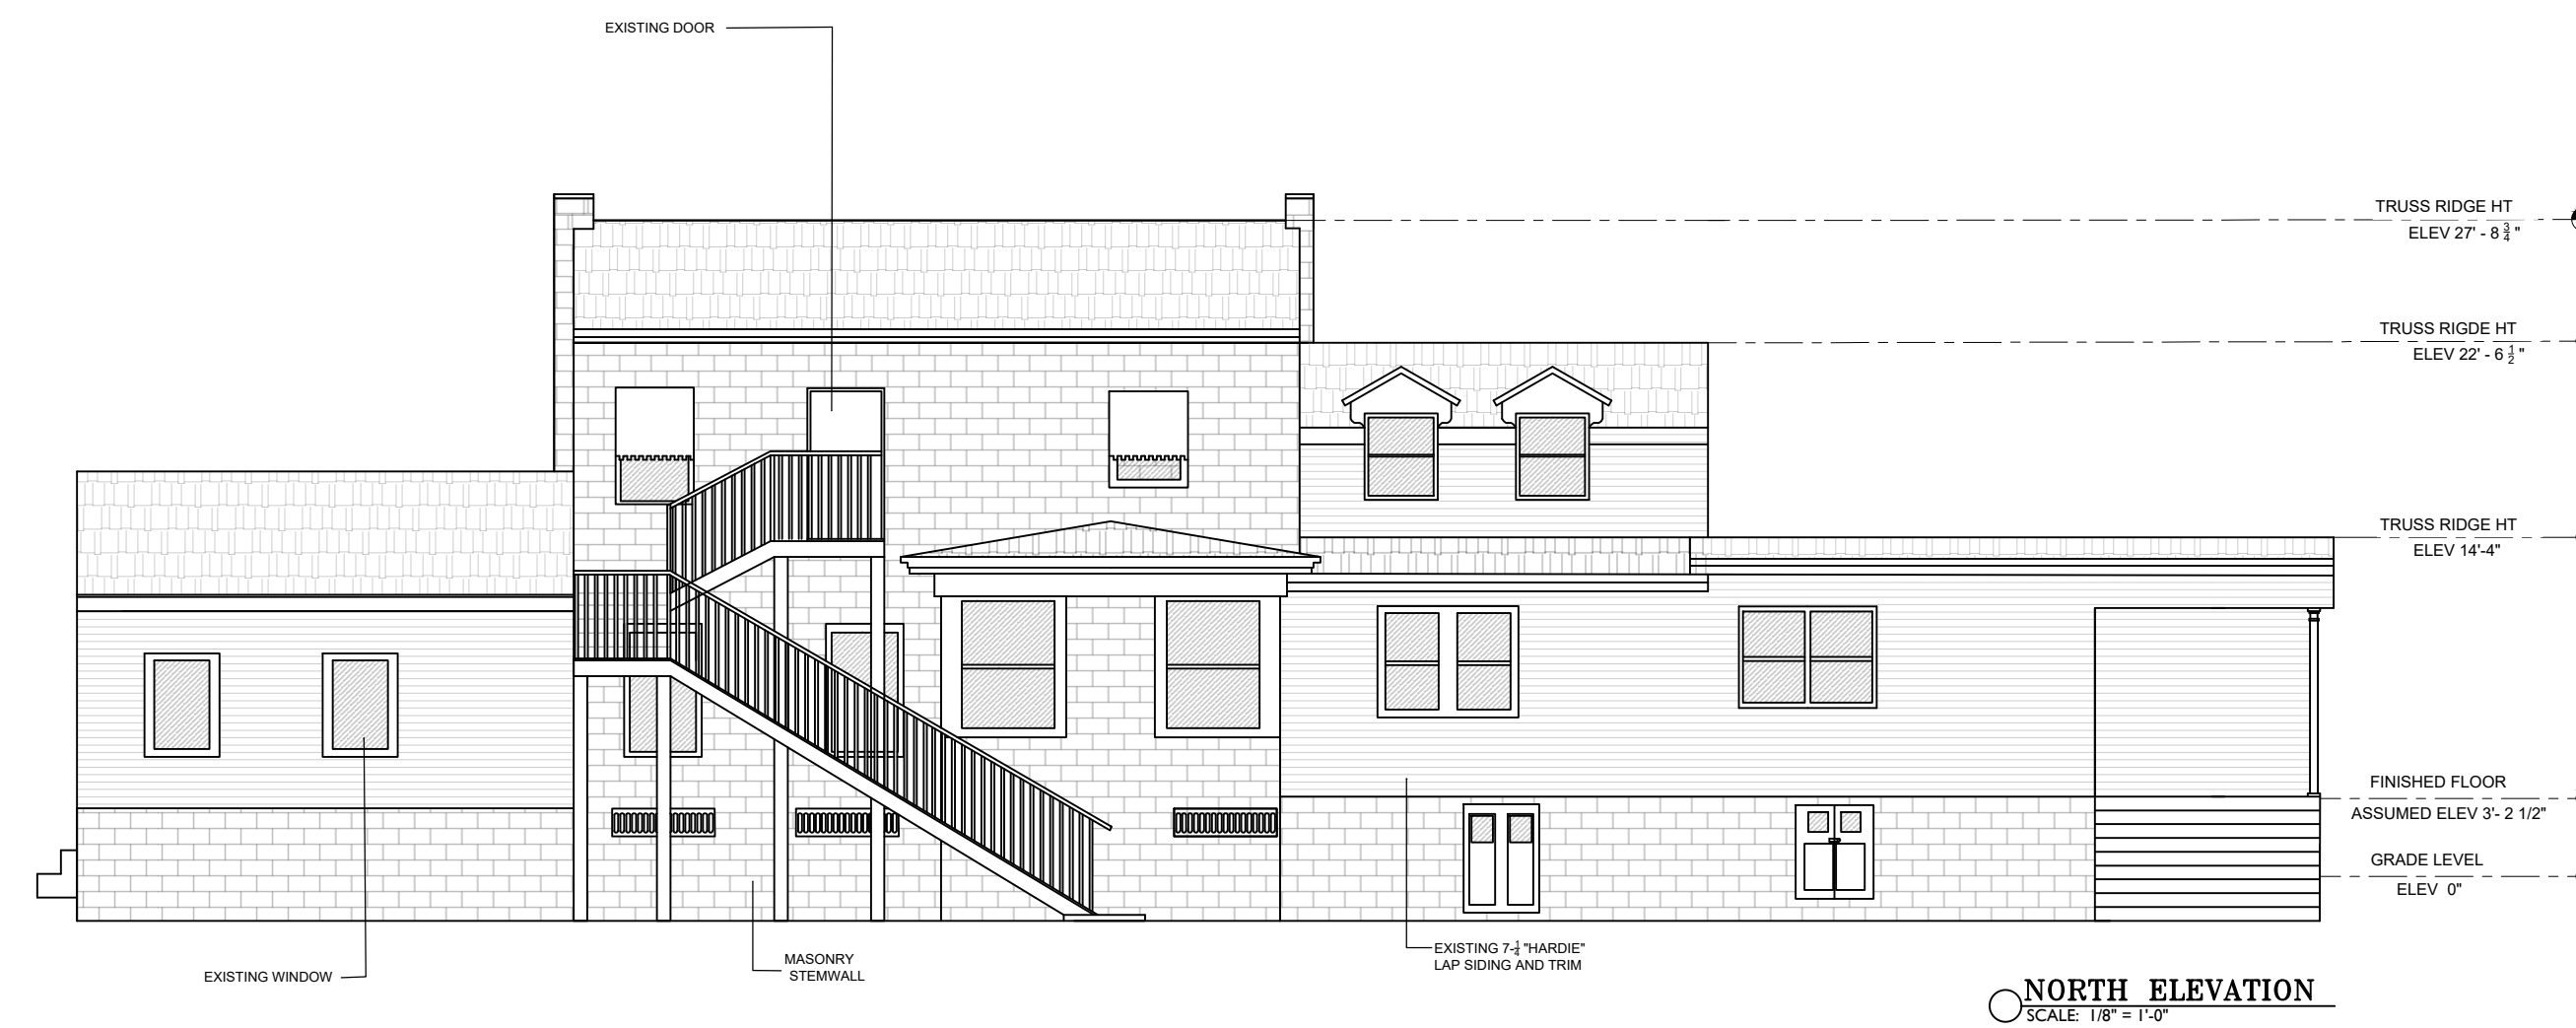 EXISTING DOOR
TRUSS RIDGE HT
ELEV 27' - 8 3/4 "
TRUSS RIGDE HT
ELEV 22' - 6 1/2 "
TRUSS RIDGE HT
ELEV 14'-4"
FINISHED FLOOR
ASSUMED ELEV 3'- 2 1/2"
GRADE LEVEL
ELEV 0"
EXISTING WINDOW
MASONRY
STEMWALL
EXISTING 7-1/4 "HARDIE"
LAP SIDING AND TRIM
NORTH ELEVATION
SCALE: 1/8" = 1'-0"